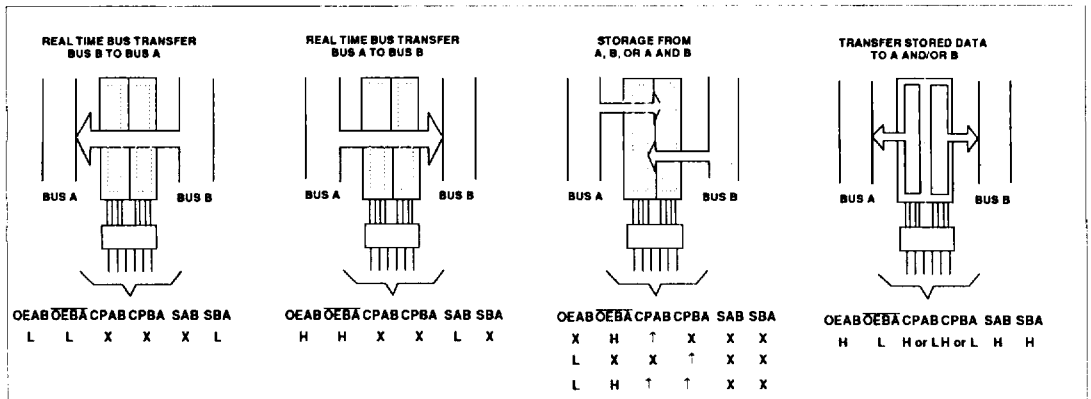 REAL TIME BUS TRANSFER
BUS B TO BUS A
BUS A
BUS B
OEAB OEBA CPAB CPBA SAB SBA
L L X X X L
REAL TIME BUS TRANSFER
BUS A TO BUS B
BUS A
BUS B
OEAB OEBA CPAB CPBA SAB SBA
H H X X L X
STORAGE FROM
A, B, OR A AND B
BUS A
BUS B
OEAB OEBA CPAB CPBA SAB SBA
X H ↑ X X X
L X X ↑ X X
L H ↑ ↑ X X
TRANSFER STORED DATA
TO A AND/OR B
BUS A
BUS B
OEAB OEBA CPAB CPBA SAB SBA
H L H or L H or L H H